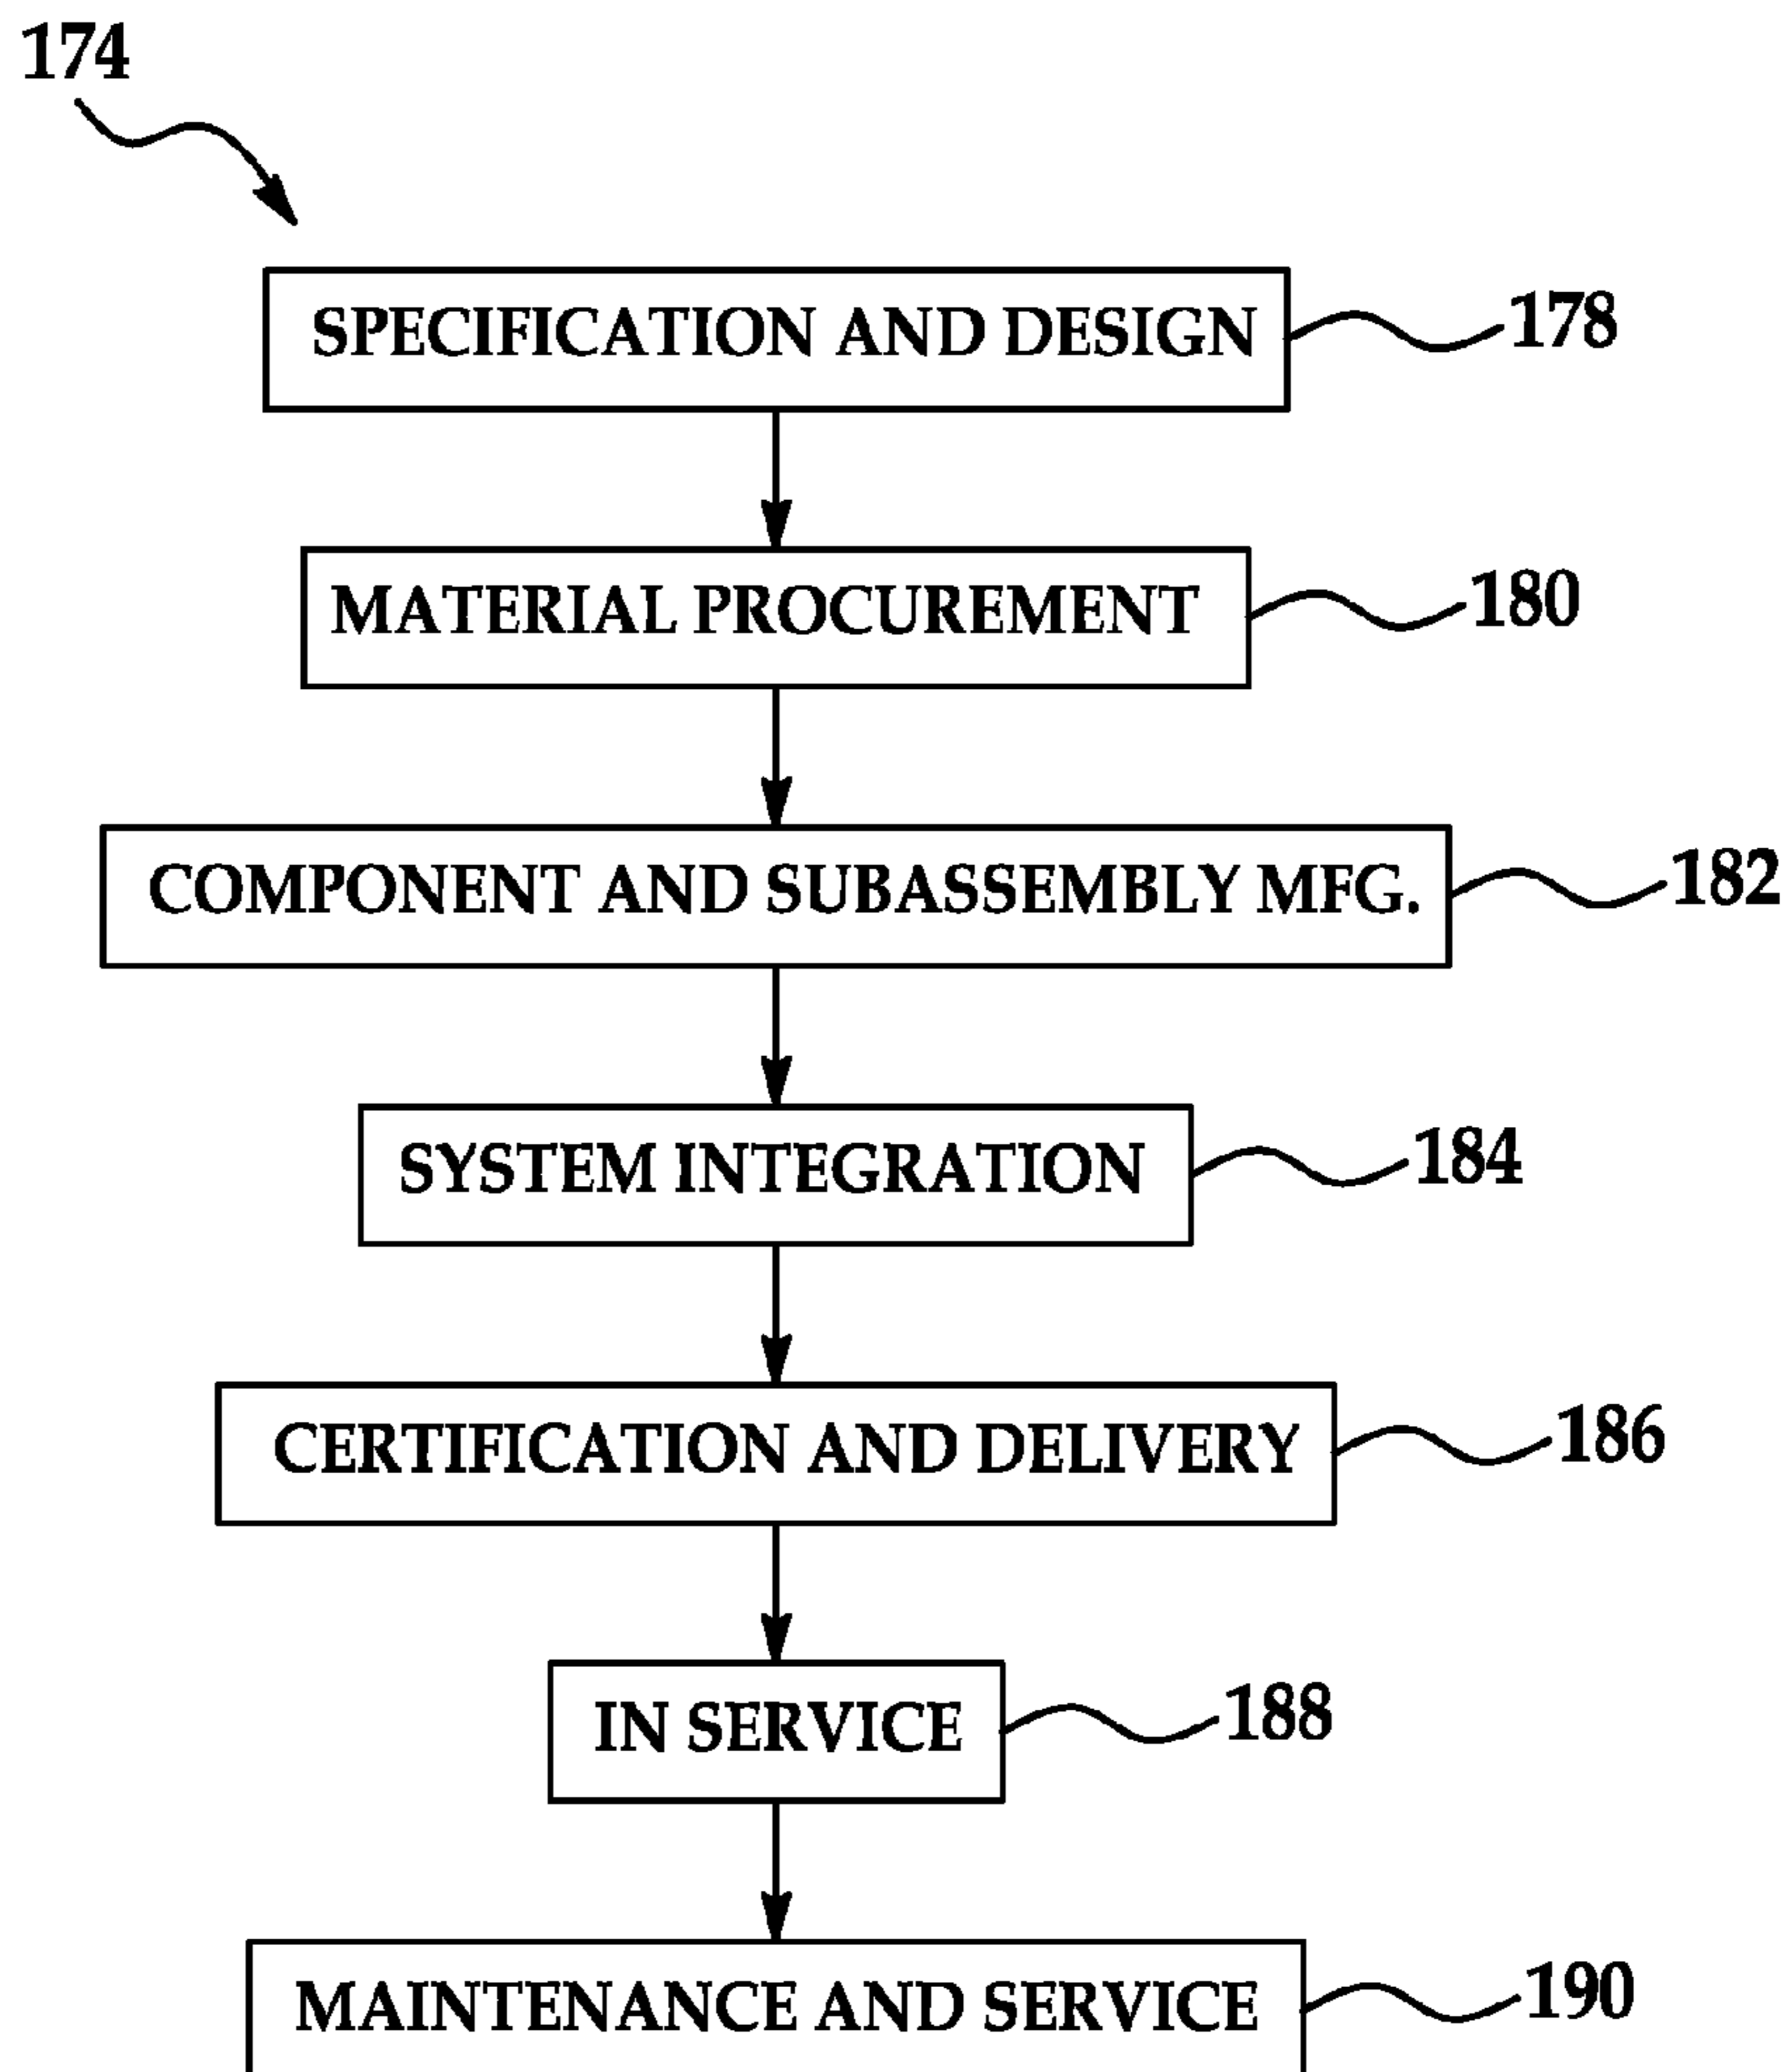 174
SPECIFICATION AND DESIGN 178
MATERIAL PROCUREMENT 180
COMPONENT AND SUBASSEMBLY MFG. 182
SYSTEM INTEGRATION 184
CERTIFICATION AND DELIVERY 186
IN SERVICE 188
MAINTENANCE AND SERVICE 190